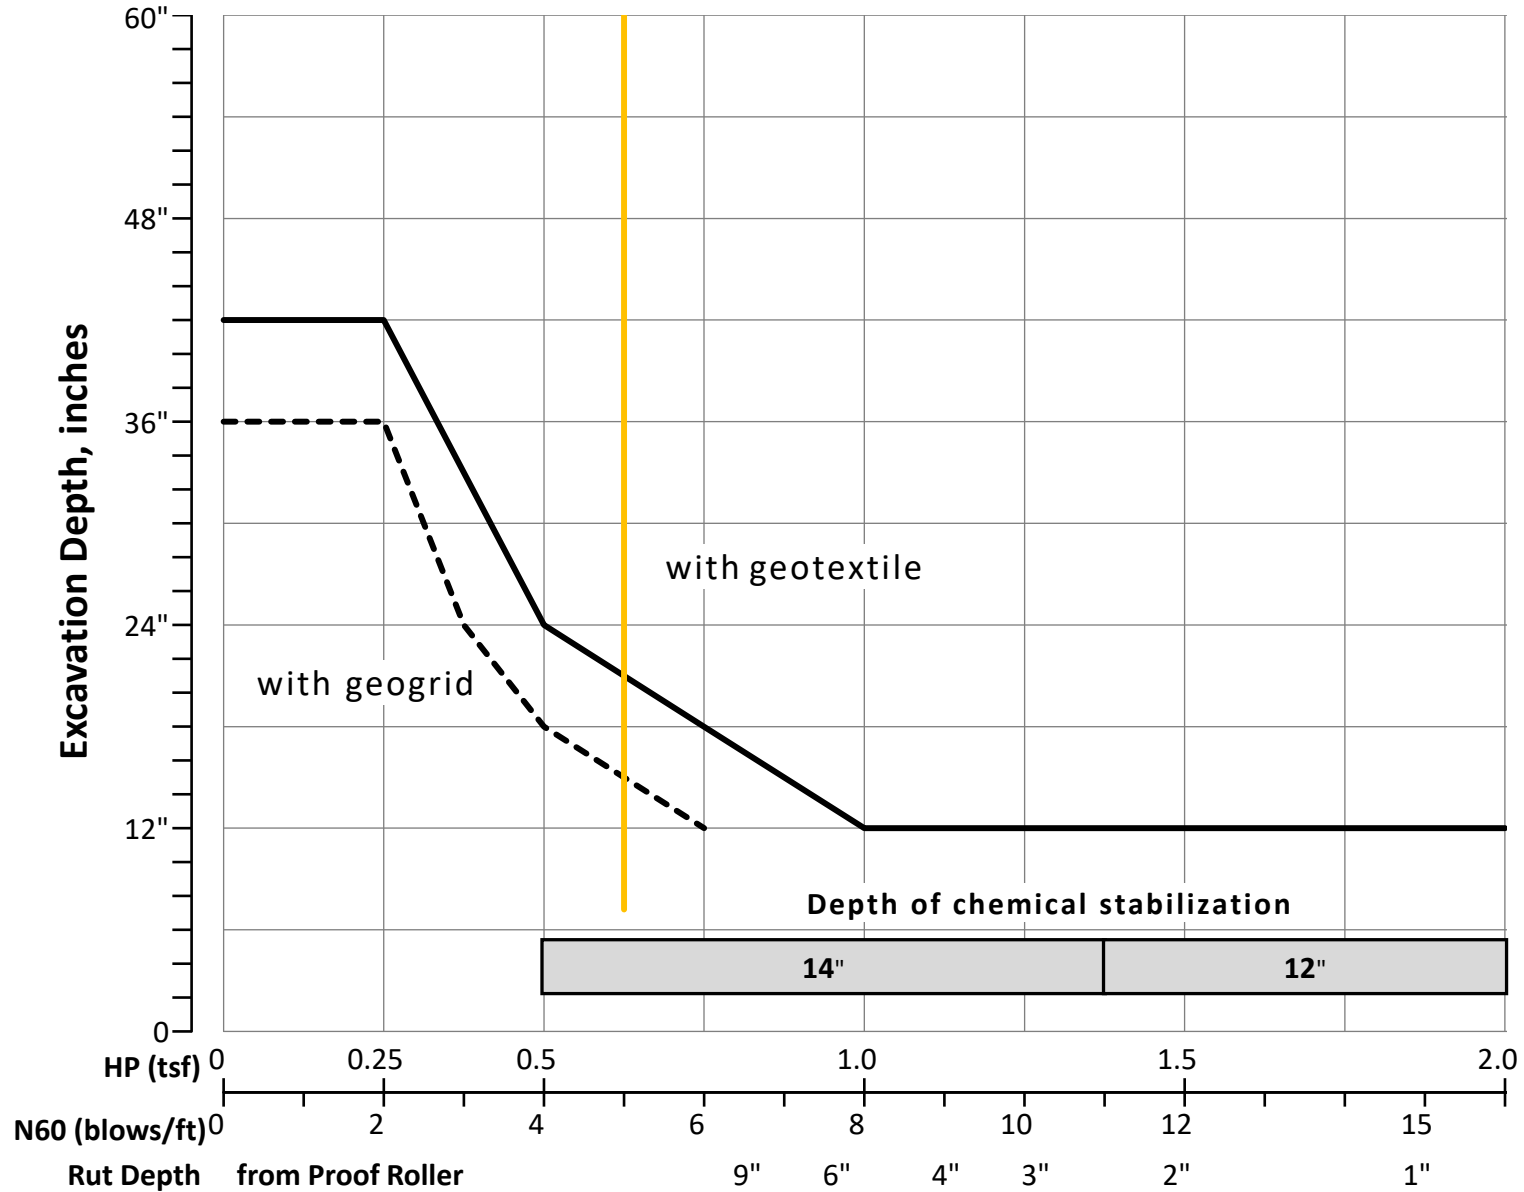 60"
48"
36"
24"
12"
0
Excavation Depth, inches
with geotextile
with geogrid
Depth of chemical stabilization
14" 12"
HP (tsf) 0 0.25 0.5 1.0 1.5 2.0
N60 (blows/ft) 0 2 4 6 8 10 12 15
Rut Depth from Proof Roller 9" 6" 4" 3" 2" 1"